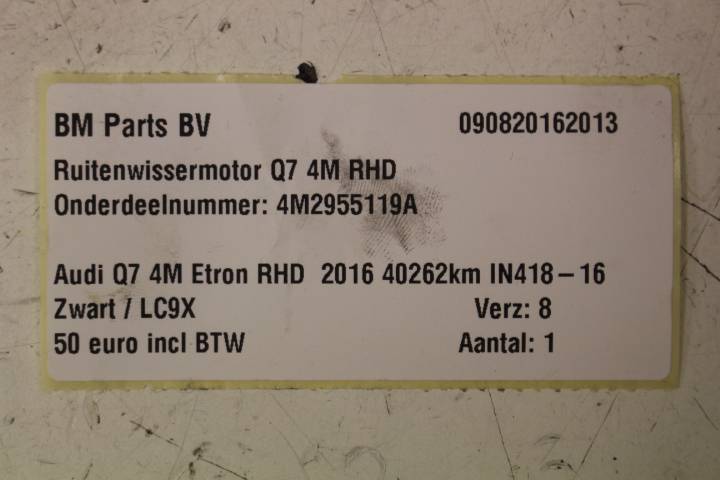 BM Parts BV 090820162013
Ruitenwissermotor Q7 4M RHD
Onderdeelnummer: 4M2955119A
Audi Q7 4M Etron RHD 2016 40262km IN418-16
Zwart / LC9X Verz: 8
50 euro incl BTW Aantal: 1